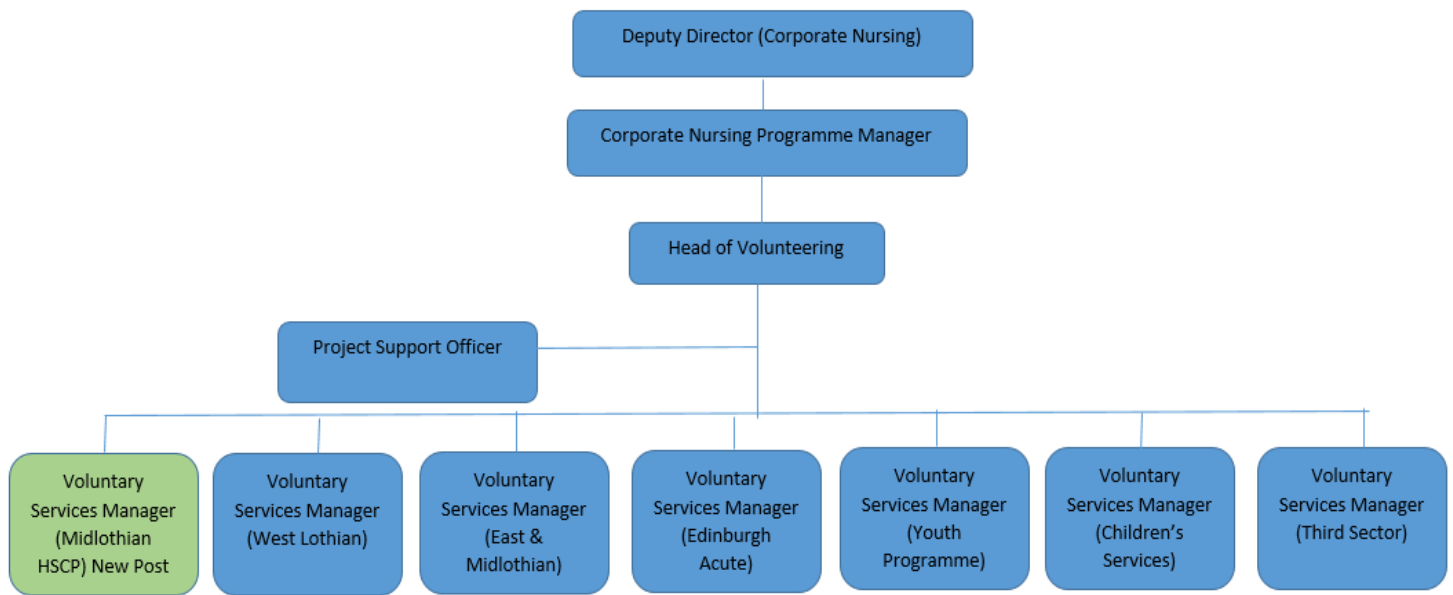 Deputy Director (Corporate Nursing)
Corporate Nursing Programme Manager
Head of Volunteering
Project Support Officer
Voluntary
Services Manager
(Midlothian
HSCP) New Post
Voluntary
Services Manager
(West Lothian)
Voluntary
Services Manager
(East &
Midlothian)
Voluntary
Services Manager
(Edinburgh
Acute)
Voluntary
Services Manager
(Youth
Programme)
Voluntary
Services Manager
(Children’s
Services)
Voluntary
Services Manager
(Third Sector)